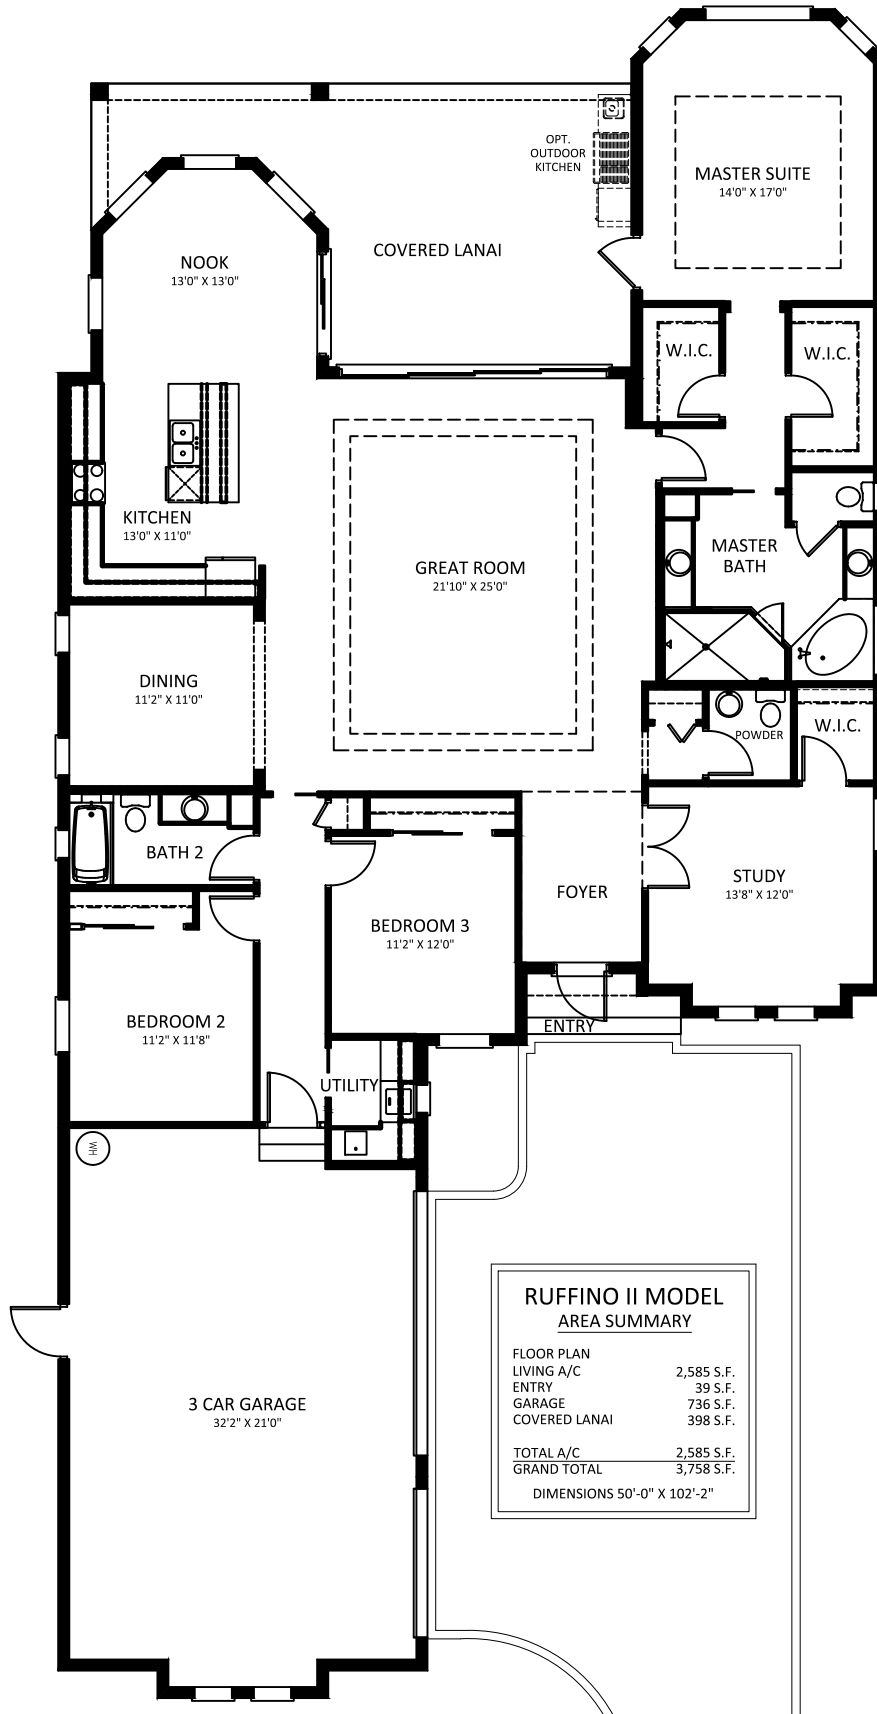 OPT.
OUTDOOR
KITCHEN
MASTER SUITE
14'0" X 17'0"
NOOK
13'0" X 13'0"
COVERED LANAI
W.I.C.
W.I.C.
KITCHEN
13'0" X 11'0"
GREAT ROOM
21'10" X 25'0"
MASTER
BATH
DINING
11'2" X 11'0"
POWDER
W.I.C.
BATH 2
STUDY
13'8" X 12'0"
FOYER
BEDROOM 3
11'2" X 12'0"
BEDROOM 2
11'2" X 11'8"
ENTRY
UTILITY
WH
3 CAR GARAGE
32'2" X 21'0"
RUFFINO II MODEL
AREA SUMMARY
FLOOR PLAN
LIVING A/C 2,585 S.F.
ENTRY 39 S.F.
GARAGE 736 S.F.
COVERED LANAI 398 S.F.
TOTAL A/C 2,585 S.F.
GRAND TOTAL 3,758 S.F.
DIMENSIONS 50'-0" X 102'-2"